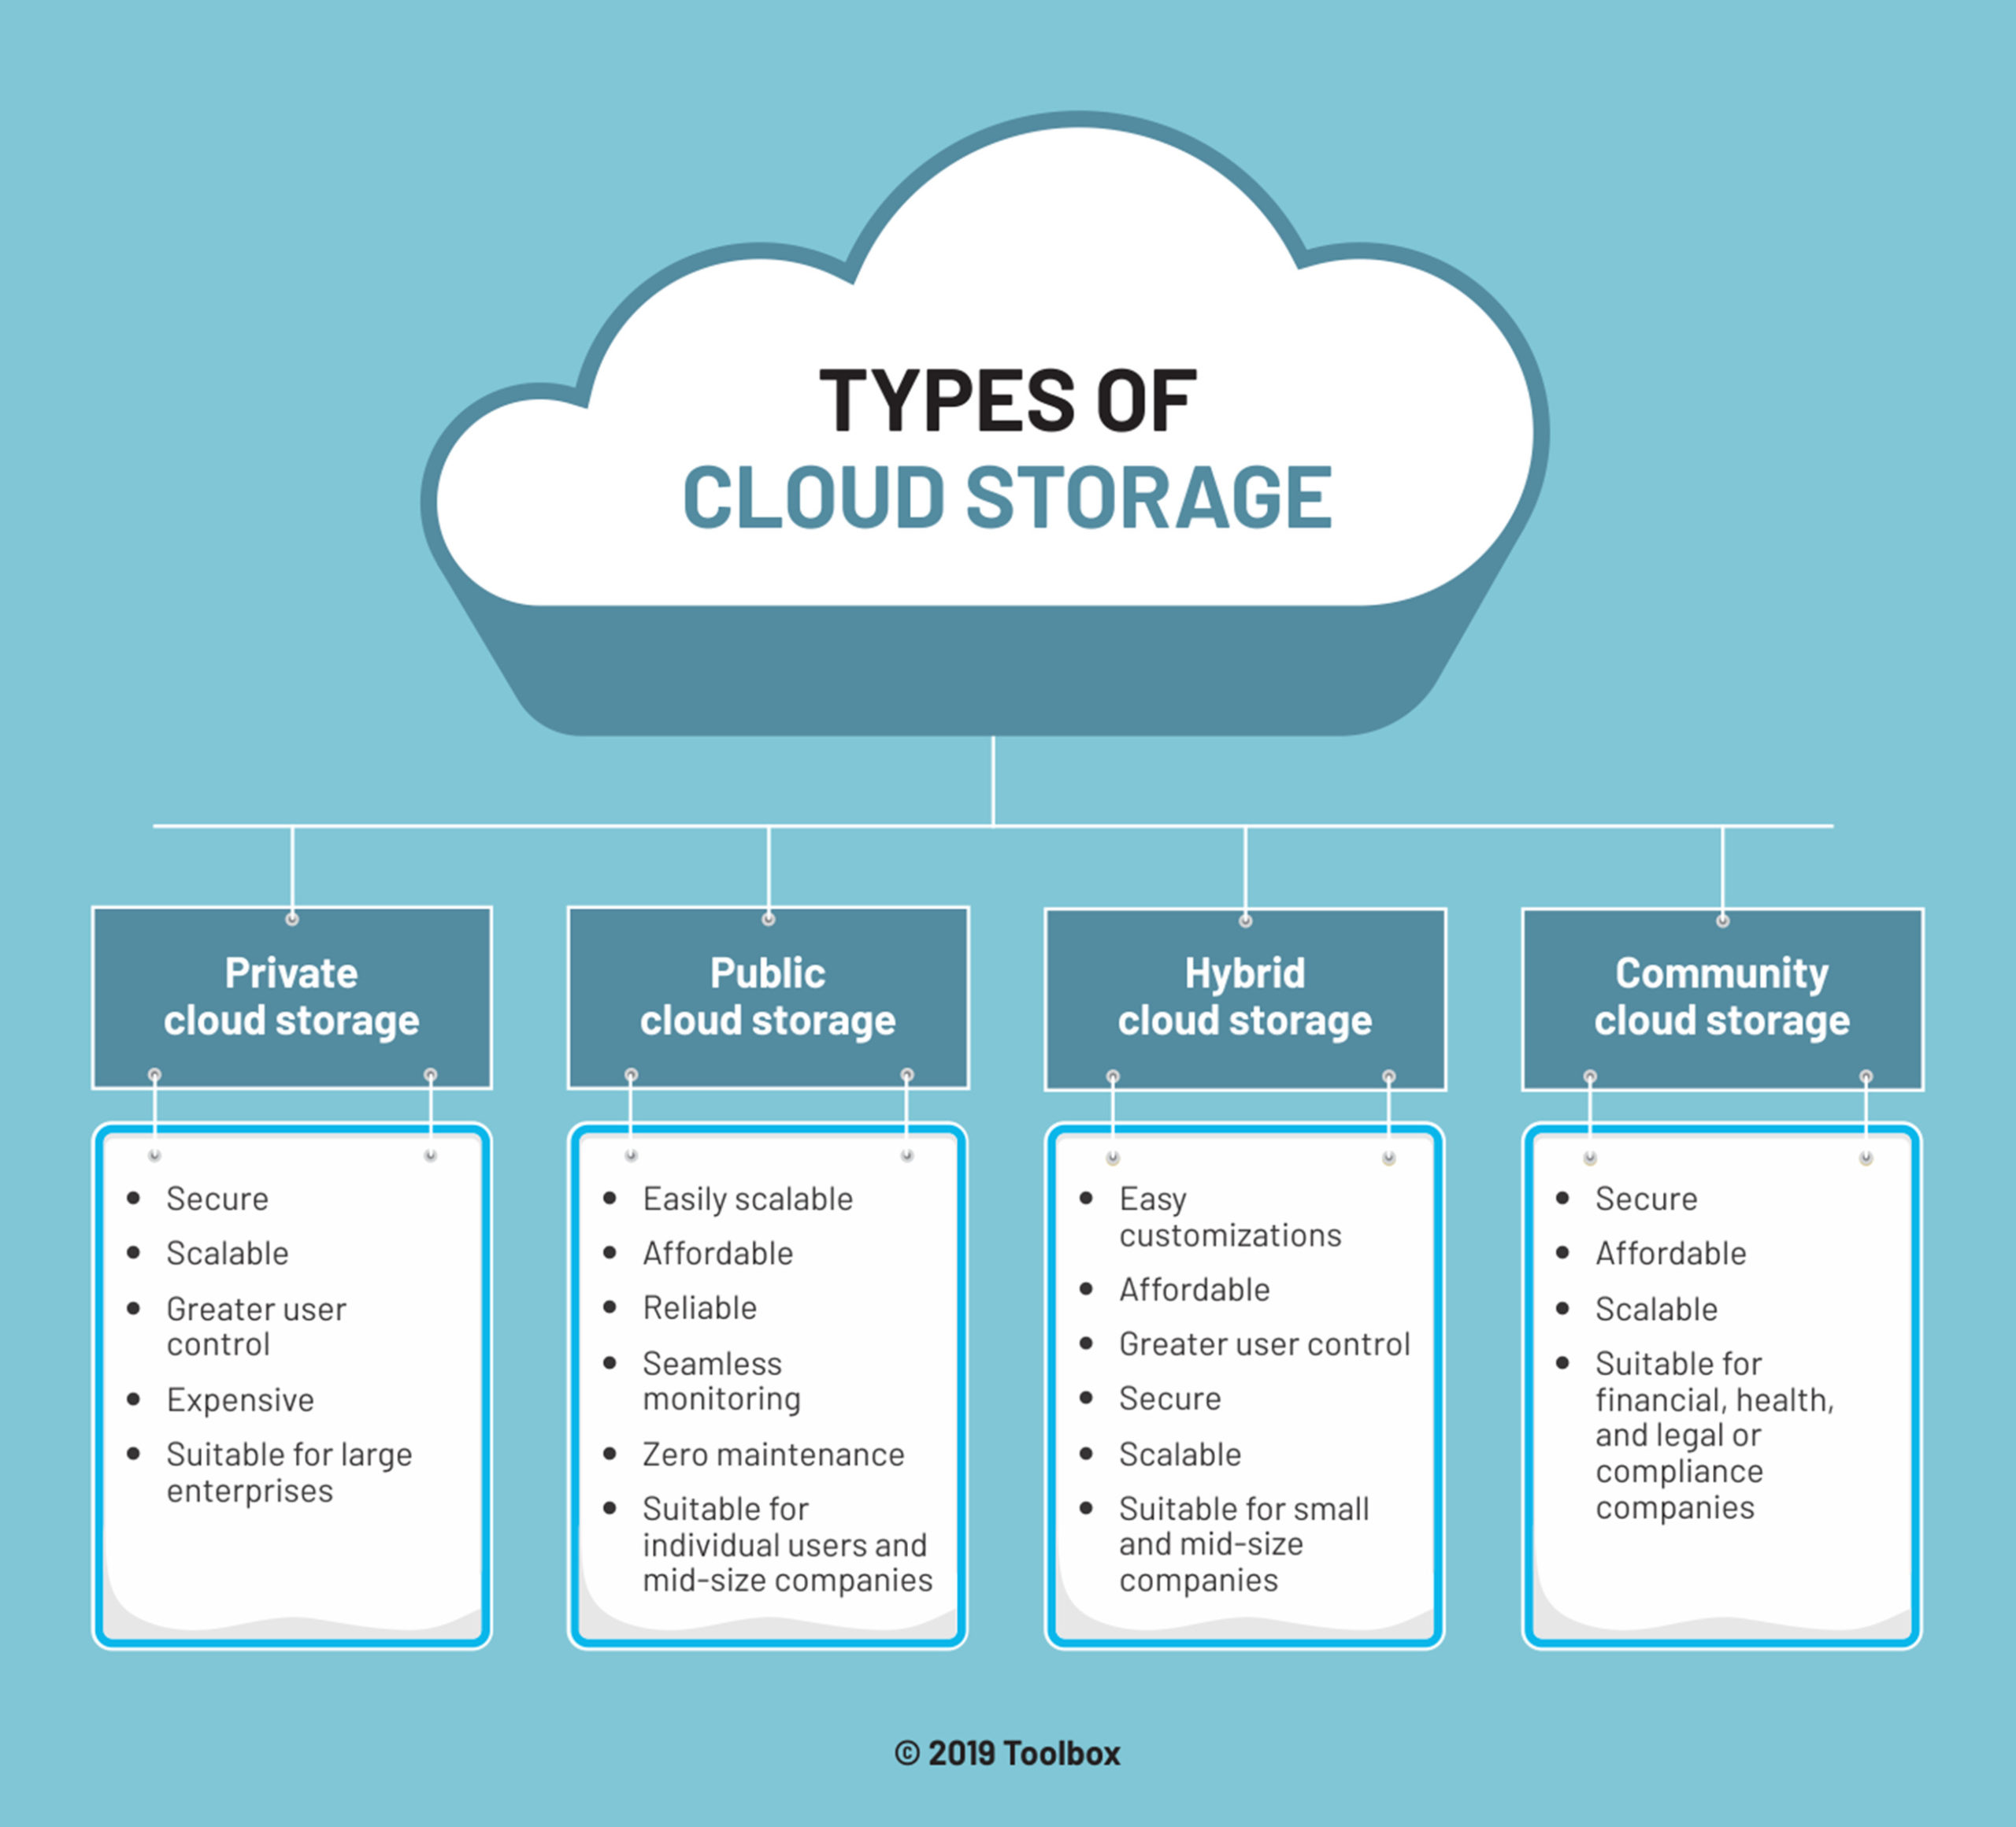 TYPES OF
CLOUD STORAGE
Private
cloud storage
• Secure
• Scalable
• Greater user
control
• Expensive
• Suitable for large
enterprises
Public
cloud storage
• Easily scalable
• Affordable
• Reliable
• Seamless
monitoring
• Zero maintenance
• Suitable for
individual users and
mid-size companies
Hybrid
cloud storage
• Easy
customizations
• Affordable
• Greater user control
• Secure
• Scalable
• Suitable for small
and mid-size
companies
Community
cloud storage
• Secure
• Affordable
• Scalable
• Suitable for
financial, health,
and legal or
compliance
companies
© 2019 Toolbox